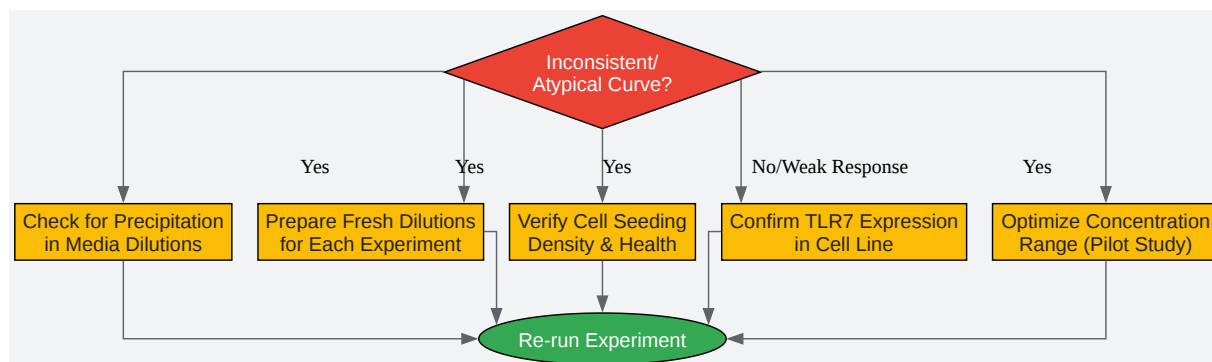 Inconsistent/
Atypical Curve?
Yes
Yes
Yes
No/Weak Response
Yes
Check for Precipitation
in Media Dilutions
Prepare Fresh Dilutions
for Each Experiment
Verify Cell Seeding
Density & Health
Confirm TLR7 Expression
in Cell Line
Optimize Concentration
Range (Pilot Study)
Re-run Experiment